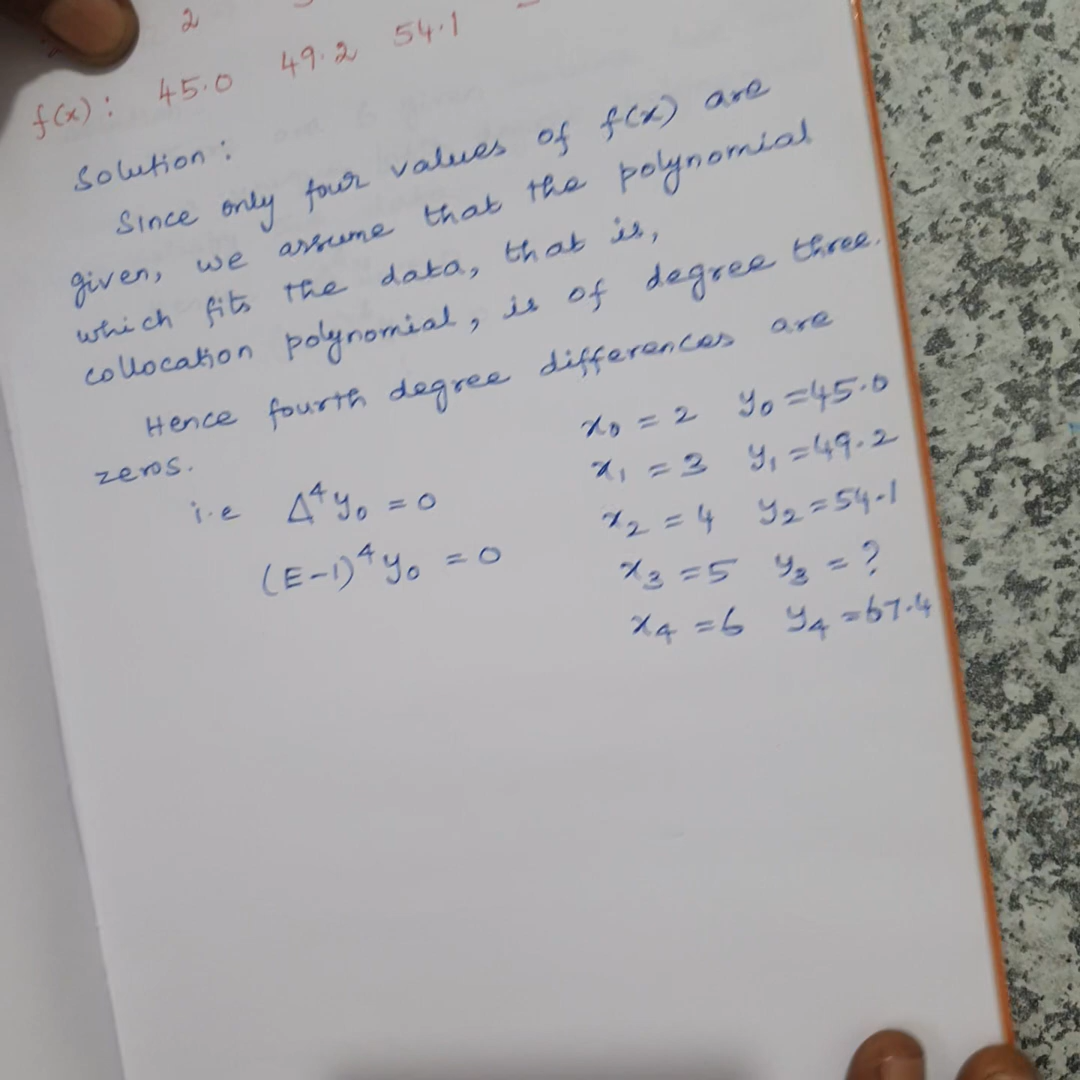 2
f(x) : 45.0 49.2 54.1 -
Solution :
Since only four values of f(x) are
given, we assume that the polynomial
which fits the data, that is,
collocation polynomial, is of degree three.
Hence fourth degree differences are
zeros.
i.e Δ⁴y₀ = 0
(E-1)⁴y₀ = 0
x₀ = 2 y₀ = 45.0
x₁ = 3 y₁ = 49.2
x₂ = 4 y₂ = 54.1
x₃ = 5 y₃ = ?
x₄ = 6 y₄ = 67.4